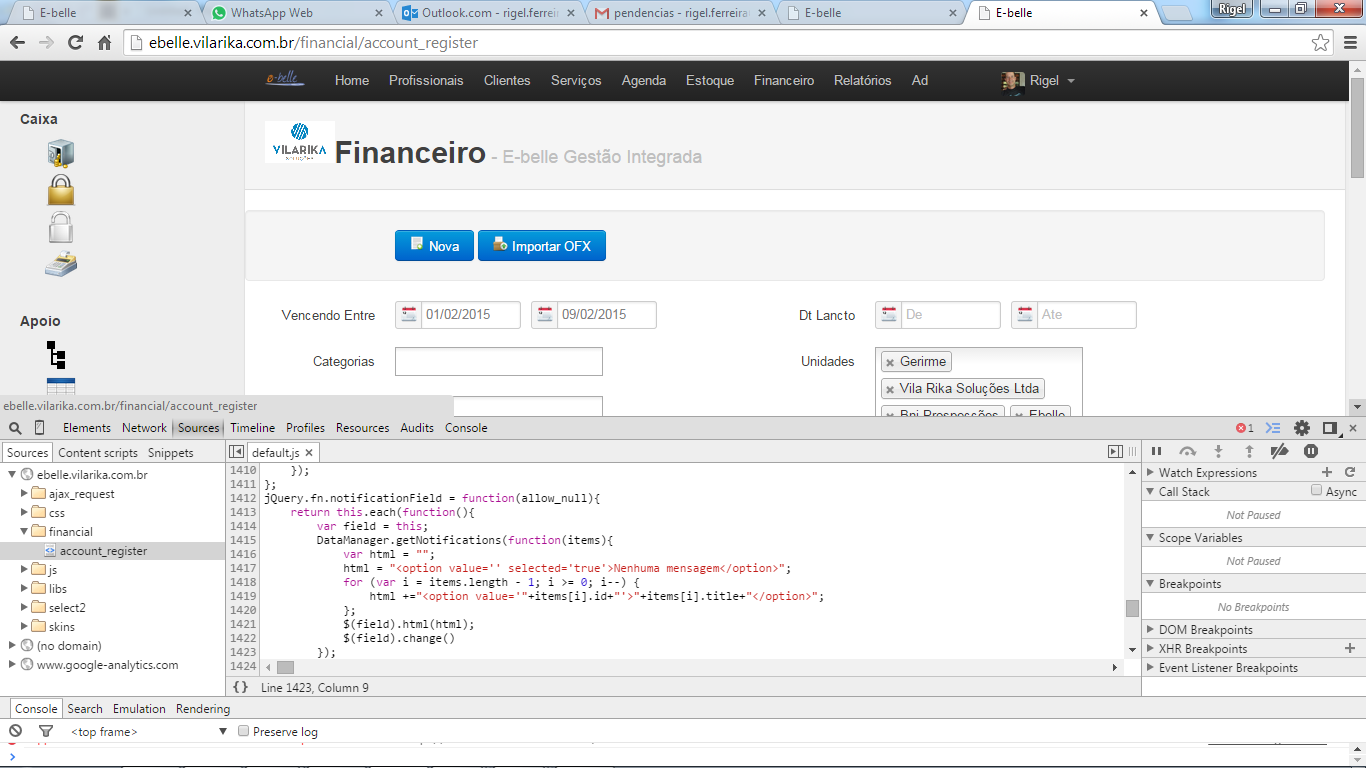 E-belle
WhatsApp Web
Outlook.com - rigel.ferreir
pendencias - rigel.ferreira
E-belle
E-belle
Rigel
ebelle.vilarika.com.br/financial/account_register
e-belle
Home Profissionais Clientes Serviços Agenda Estoque Financeiro Relatórios Ad Rigel
Caixa
Apoio
VILARIKA
SOLUÇÕES
Financeiro - E-belle Gestão Integrada
Nova
Importar OFX
Vencendo Entre 01/02/2015 09/02/2015
Dt Lancto De Ate
Categorias
Unidades
Gerirme
Vila Rika Soluções Ltda
Bni Prospessões
Ebelle
ebelle.vilarika.com.br/financial/account_register
Elements Network Sources Timeline Profiles Resources Audits Console
1
Sources Content scripts Snippets
ebelle.vilarika.com.br
ajax_request
css
financial
account_register
js
libs
select2
skins
(no domain)
www.google-analytics.com
default.js
1410 });
1411 };
1412 jQuery.fn.notificationField = function(allow_null){
1413 return this.each(function(){
1414 var field = this;
1415 DataManager.getNotifications(function(items){
1416 var html = "";
1417 html = "<option value='' selected='true'>Nenhuma mensagem</option>";
1418 for (var i = items.length - 1; i >= 0; i--) {
1419 html +="<option value='"+items[i].id+"'>"+items[i].title+"</option>";
1420 };
1421 $(field).html(html);
1422 $(field).change()
1423 });
1424
{} Line 1423, Column 9
Watch Expressions
Call Stack
Async
Not Paused
Scope Variables
Not Paused
Breakpoints
No Breakpoints
DOM Breakpoints
XHR Breakpoints
Event Listener Breakpoints
Console Search Emulation Rendering
<top frame>
Preserve log